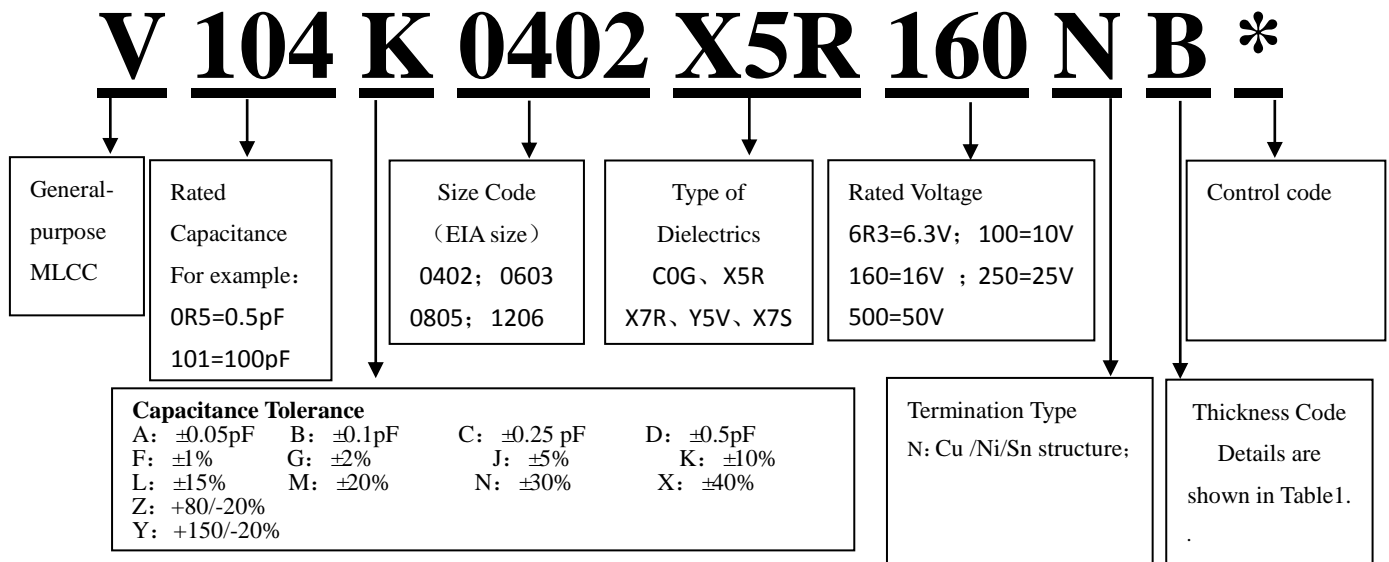 V 104 K 0402 X5R 160 N B *
General-
purpose
MLCC
Rated
Capacitance
For example：
0R5=0.5pF
101=100pF
Size Code
（EIA size）
0402；0603
0805；1206
Type of
Dielectrics
C0G、X5R
X7R、Y5V、X7S
Rated Voltage
6R3=6.3V；100=10V
160=16V ；250=25V
500=50V
Control code
Capacitance Tolerance
A： ±0.05pF B： ±0.1pF C： ±0.25 pF D： ±0.5pF
F： ±1% G： ±2% J： ±5% K： ±10%
L： ±15% M： ±20% N： ±30% X： ±40%
Z： +80/-20%
Y： +150/-20%
Termination Type
N: Cu /Ni/Sn structure；
Thickness Code
Details are
shown in Table1.
.